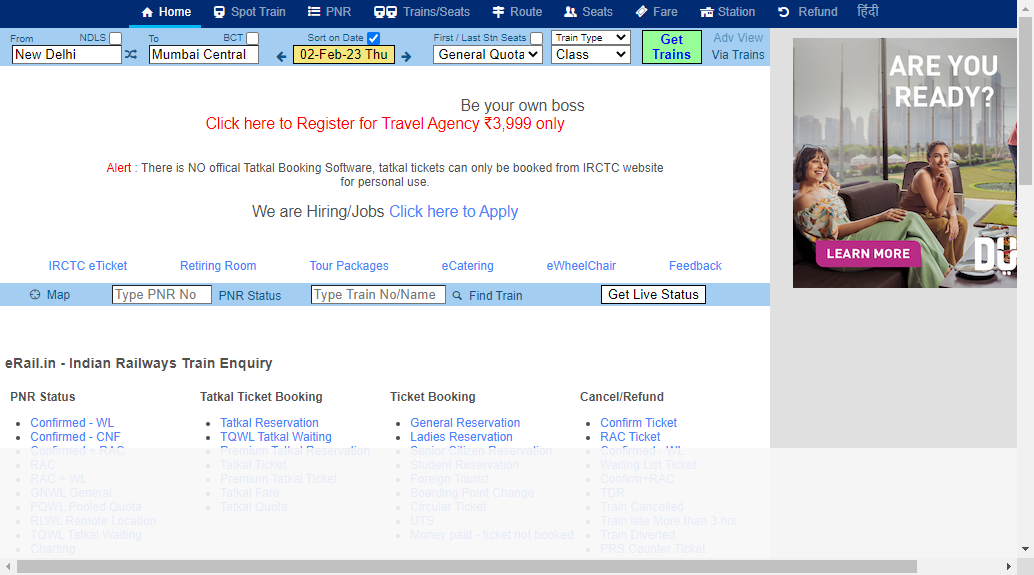 Home Spot Train PNR Trains/Seats Route Seats Fare Station Refund हिंदी
From NDLS To BCT Sort on Date First / Last Stn Seats Train Type Get Trains Adv View
New Delhi Mumbai Central 02-Feb-23 Thu General Quota Class Via Trains
ARE YOU
READY?
Be your own boss
Click here to Register for Travel Agency ₹3,999 only
Alert : There is NO offical Tatkal Booking Software, tatkal tickets can only be booked from IRCTC website
for personal use.
We are Hiring/Jobs Click here to Apply
LEARN MORE
IRCTC eTicket Retiring Room Tour Packages eCatering eWheelChair Feedback
Map Type PNR No PNR Status Type Train No/Name Find Train Get Live Status
eRail.in - Indian Railways Train Enquiry
PNR Status Tatkal Ticket Booking Ticket Booking Cancel/Refund
Confirmed - WL Tatkal Reservation General Reservation Confirm Ticket
Confirmed - CNF TQWL Tatkal Waiting Ladies Reservation RAC Ticket
Confirmed + RAC Premium Tatkal Reservation Senior Citizen Reservation Confirmed - WL
RAC Tatkal Ticket Student Reservation Waiting List Ticket
RAC + WL Premium Tatkal Ticket Foreign Tourist Confirm+RAC
GNWL General Tatkal Fare Boarding Point Change TDR
PQWL Pooled Quota Tatkal Quota Circular Ticket Train Cancelled
RLWL Remote Location UTS Train late More than 3 hrs
TQWL Tatkal Waiting Money paid - ticket not booked Train Diverted
Charting PRS Counter Ticket